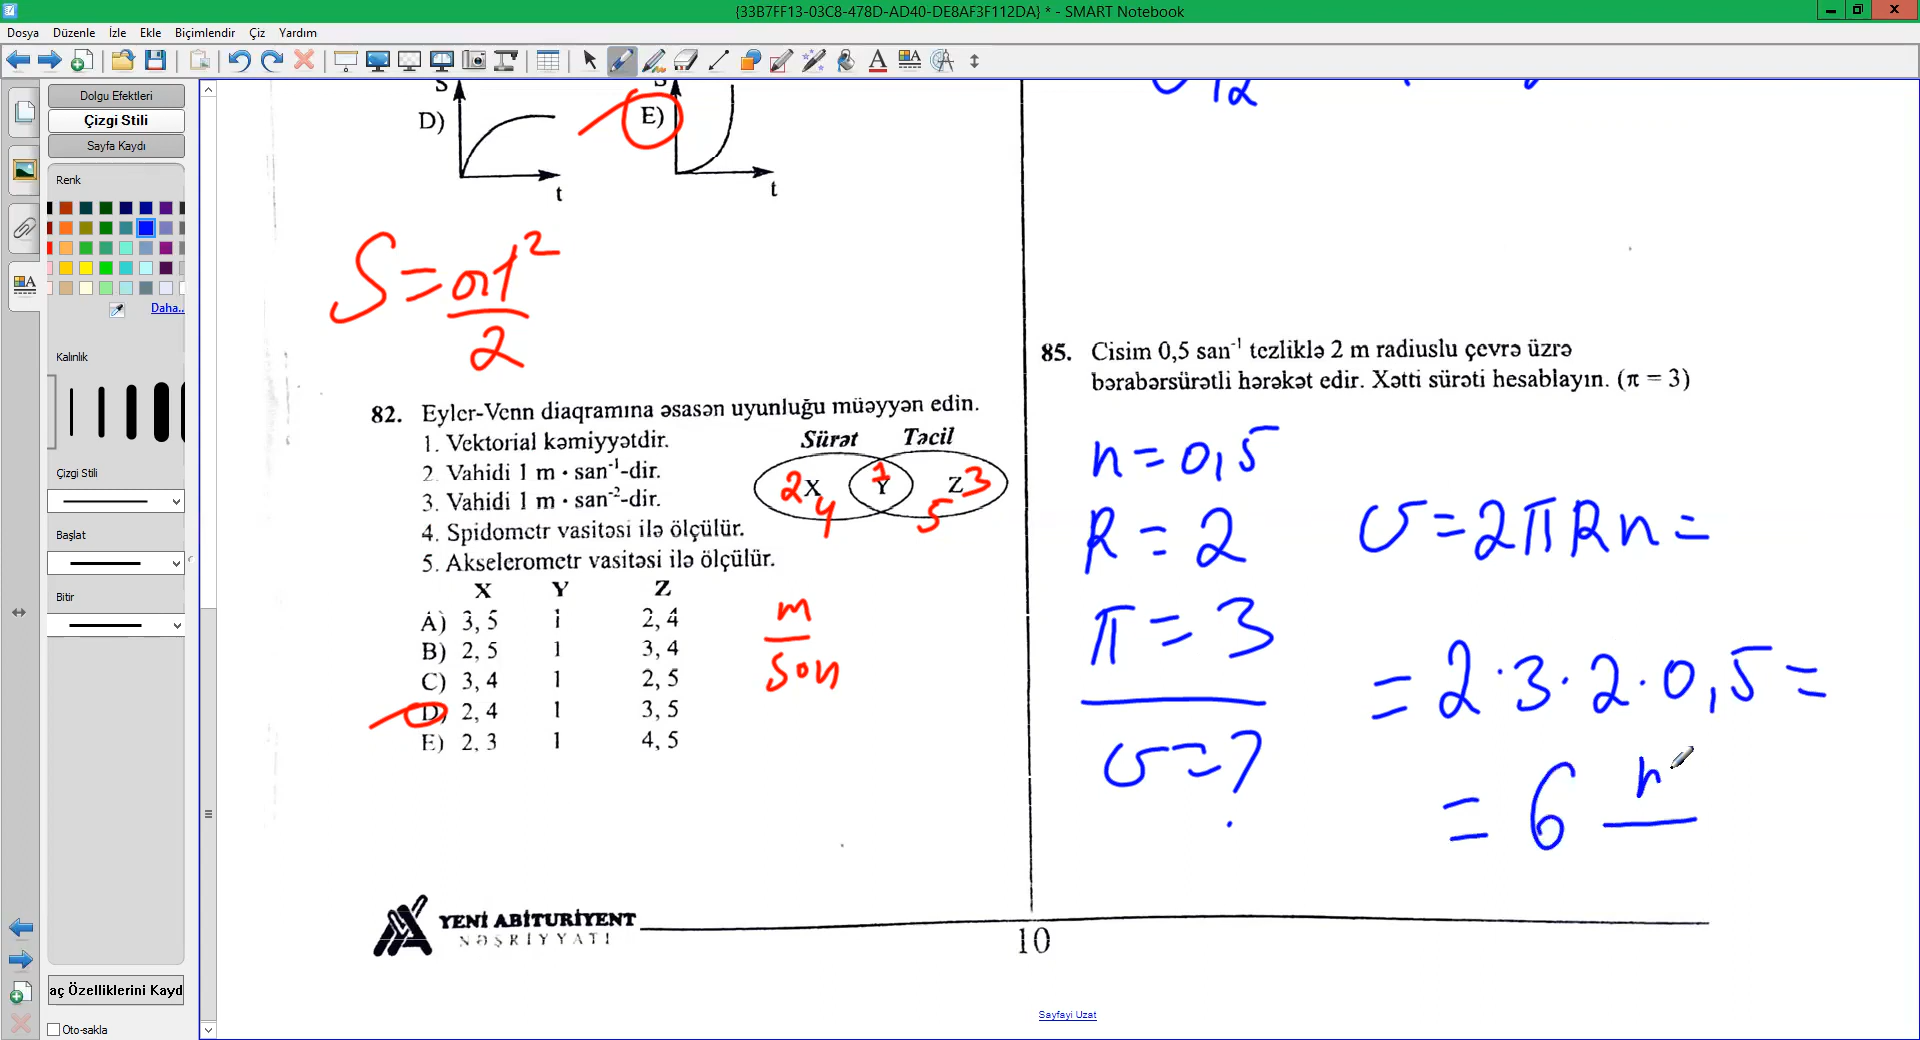 {33B7FF13-03C8-478D-AD40-DE8AF3F112DA} * - SMART Notebook
Dosya Düzenle İzle Ekle Biçimlendir Çiz Yardım
Dolgu Efektleri
Çizgi Stili
Sayfa Kaydı
Renk
Daha..
Kalınlık
Çizgi Stili
Başlat
Bitir
aç Özelliklerini Kayd
Oto-sakla
S
D)
t
S
E)
t
S = at²/2
82. Eyler-Venn diaqramına əsasən uyunluğu müəyyən edin.
1. Vektorial kəmiyyətdir.
2. Vahidi 1 m · san⁻¹-dir.
3. Vahidi 1 m · san⁻²-dir.
4. Spidometr vasitəsi ilə ölçülür.
5. Akselerometr vasitəsi ilə ölçülür.
Sürət Təcil
2 X 4 1 Y Z 3 5
X Y Z
A) 3, 5 1 2, 4
B) 2, 5 1 3, 4
C) 3, 4 1 2, 5
D) 2, 4 1 3, 5
E) 2, 3 1 4, 5
m
san
12
85. Cisim 0,5 san⁻¹ tezliklə 2 m radiuslu çevrə üzrə
bərabərsürətli hərəkət edir. Xətti sürəti hesablayın. (π = 3)
n = 0,5
R = 2
π = 3
υ = ?
υ = 2πRn =
= 2 · 3 · 2 · 0,5 =
= 6
YENİ ABİTURİYENT
NƏŞRİYYATI
10
Sayfayi Uzat